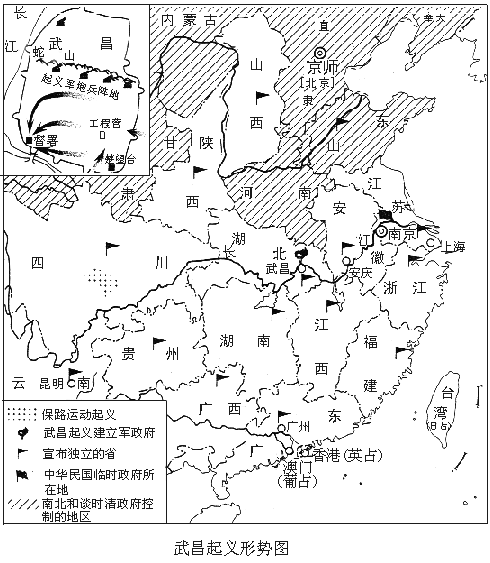 长
江
蛇
武
山
昌
起义军炮兵阵地
工程营
督署
楚望台
内蒙古
直
隶
奉天
京师
[北京]
山
西
山
东
甘
肃
陕
西
河
南
江
苏
安
徽
南京
上海
四
川
湖
北
长
江
武昌
安庆
浙江
贵州
湖南
江
西
福
建
云
南
昆明
广西
广
东
广州
香港(英占)
澳门
(葡占)
台
湾
(日占)
保路运动起义
武昌起义建立军政府
宣布独立的省
中华民国临时政府所
在地
南北和谈时清政府控
制的地区
武昌起义形势图